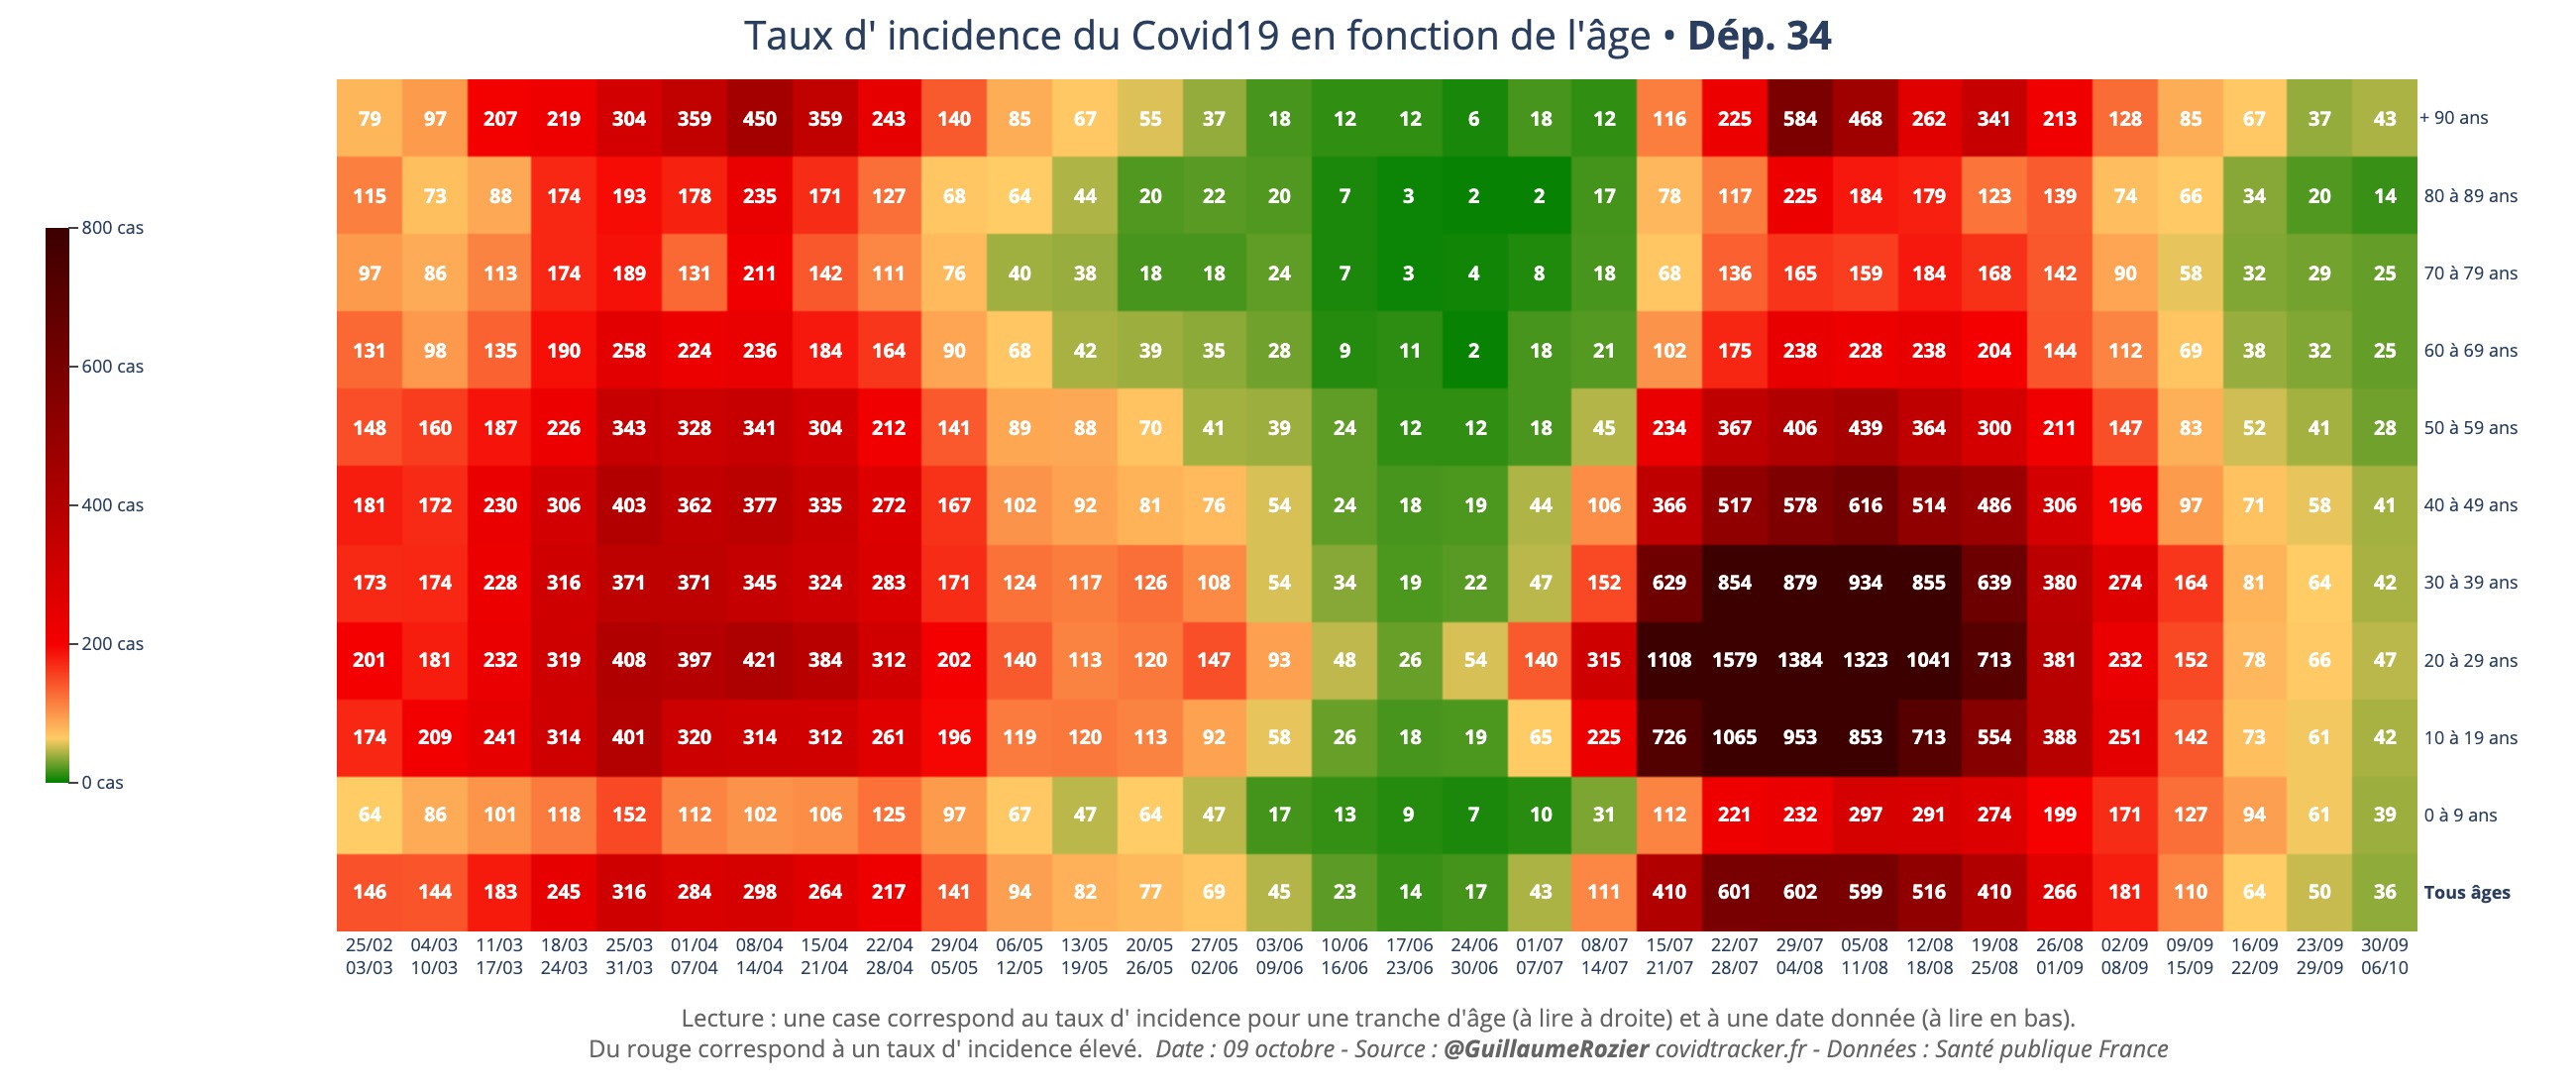 Taux d' incidence du Covid19 en fonction de l'âge • Dép. 34
800 cas
600 cas
400 cas
200 cas
0 cas
79 97 207 219 304 359 450 359 243 140 85 67 55 37 18 12 12 6 18 12 116 225 584 468 262 341 213 128 85 67 37 43 + 90 ans
115 73 88 174 193 178 235 171 127 68 64 44 20 22 20 7 3 2 2 17 78 117 225 184 179 123 139 74 66 34 20 14 80 à 89 ans
97 86 113 174 189 131 211 142 111 76 40 38 18 18 24 7 3 4 8 18 68 136 165 159 184 168 142 90 58 32 29 25 70 à 79 ans
131 98 135 190 258 224 236 184 164 90 68 42 39 35 28 9 11 2 18 21 102 175 238 228 238 204 144 112 69 38 32 25 60 à 69 ans
148 160 187 226 343 328 341 304 212 141 89 88 70 41 39 24 12 12 18 45 234 367 406 439 364 300 211 147 83 52 41 28 50 à 59 ans
181 172 230 306 403 362 377 335 272 167 102 92 81 76 54 24 18 19 44 106 366 517 578 616 514 486 306 196 97 71 58 41 40 à 49 ans
173 174 228 316 371 371 345 324 283 171 124 117 126 108 54 34 19 22 47 152 629 854 879 934 855 639 380 274 164 81 64 42 30 à 39 ans
201 181 232 319 408 397 421 384 312 202 140 113 120 147 93 48 26 54 140 315 1108 1579 1384 1323 1041 713 381 232 152 78 66 47 20 à 29 ans
174 209 241 314 401 320 314 312 261 196 119 120 113 92 58 26 18 19 65 225 726 1065 953 853 713 554 388 251 142 73 61 42 10 à 19 ans
64 86 101 118 152 112 102 106 125 97 67 47 64 47 17 13 9 7 10 31 112 221 232 297 291 274 199 171 127 94 61 39 0 à 9 ans
146 144 183 245 316 284 298 264 217 141 94 82 77 69 45 23 14 17 43 111 410 601 602 599 516 410 266 181 110 64 50 36 Tous âges
25/02 04/03 11/03 18/03 25/03 01/04 08/04 15/04 22/04 29/04 06/05 13/05 20/05 27/05 03/06 10/06 17/06 24/06 01/07 08/07 15/07 22/07 29/07 05/08 12/08 19/08 26/08 02/09 09/09 16/09 23/09 30/09
03/03 10/03 17/03 24/03 31/03 07/04 14/04 21/04 28/04 05/05 12/05 19/05 26/05 02/06 09/06 16/06 23/06 30/06 07/07 14/07 21/07 28/07 04/08 11/08 18/08 25/08 01/09 08/09 15/09 22/09 29/09 06/10
Lecture : une case correspond au taux d' incidence pour une tranche d'âge (à lire à droite) et à une date donnée (à lire en bas).
Du rouge correspond à un taux d' incidence élevé. Date : 09 octobre - Source : @GuillaumeRozier covidtracker.fr - Données : Santé publique France